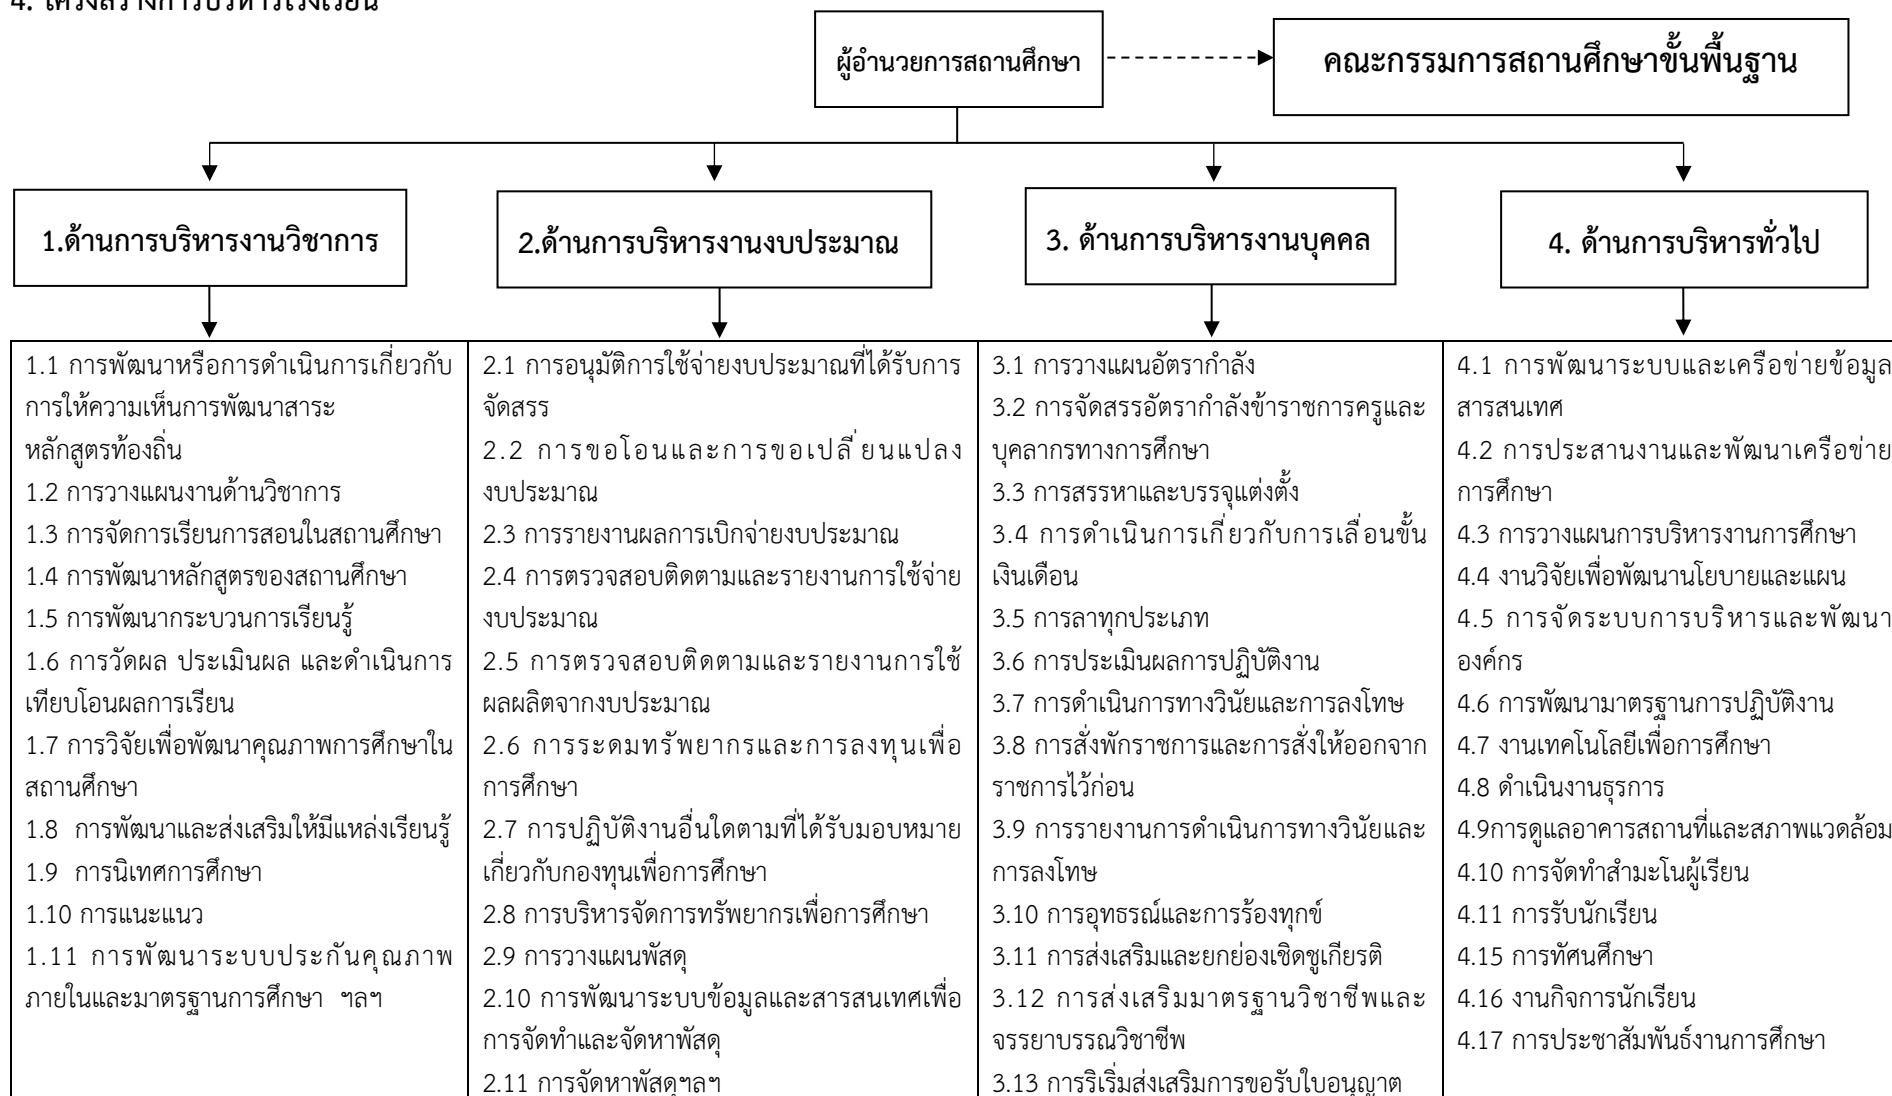 4. โครงสร้างการบริหารโรงเรียน
ผู้อำนวยการสถานศึกษา
คณะกรรมการสถานศึกษาขั้นพื้นฐาน
1.ด้านการบริหารงานวิชาการ
2.ด้านการบริหารงานงบประมาณ
3. ด้านการบริหารงานบุคคล
4. ด้านการบริหารทั่วไป
1.1 การพัฒนาหรือการดำเนินการเกี่ยวกับ
การให้ความเห็นการพัฒนาสาระ
หลักสูตรท้องถิ่น
1.2 การวางแผนงานด้านวิชาการ
1.3 การจัดการเรียนการสอนในสถานศึกษา
1.4 การพัฒนาหลักสูตรของสถานศึกษา
1.5 การพัฒนากระบวนการเรียนรู้
1.6 การวัดผล ประเมินผล และดำเนินการ
เทียบโอนผลการเรียน
1.7 การวิจัยเพื่อพัฒนาคุณภาพการศึกษาใน
สถานศึกษา
1.8 การพัฒนาและส่งเสริมให้มีแหล่งเรียนรู้
1.9 การนิเทศการศึกษา
1.10 การแนะแนว
1.11 การพัฒนาระบบประกันคุณภาพ
ภายในและมาตรฐานการศึกษา ฯลฯ
2.1 การอนุมัติการใช้จ่ายงบประมาณที่ได้รับการ
จัดสรร
2.2 การขอโอนและการขอเปลี่ยนแปลง
งบประมาณ
2.3 การรายงานผลการเบิกจ่ายงบประมาณ
2.4 การตรวจสอบติดตามและรายงานการใช้จ่าย
งบประมาณ
2.5 การตรวจสอบติดตามและรายงานการใช้
ผลผลิตจากงบประมาณ
2.6 การระดมทรัพยากรและการลงทุนเพื่อ
การศึกษา
2.7 การปฏิบัติงานอื่นใดตามที่ได้รับมอบหมาย
เกี่ยวกับกองทุนเพื่อการศึกษา
2.8 การบริหารจัดการทรัพยากรเพื่อการศึกษา
2.9 การวางแผนพัสดุ
2.10 การพัฒนาระบบข้อมูลและสารสนเทศเพื่อ
การจัดทำและจัดหาพัสดุ
2.11 การจัดหาพัสดุฯลฯ
3.1 การวางแผนอัตรากำลัง
3.2 การจัดสรรอัตรากำลังข้าราชการครูและ
บุคลากรทางการศึกษา
3.3 การสรรหาและบรรจุแต่งตั้ง
3.4 การดำเนินการเกี่ยวกับการเลื่อนขั้น
เงินเดือน
3.5 การลาทุกประเภท
3.6 การประเมินผลการปฏิบัติงาน
3.7 การดำเนินการทางวินัยและการลงโทษ
3.8 การสั่งพักราชการและการสั่งให้ออกจาก
ราชการไว้ก่อน
3.9 การรายงานการดำเนินการทางวินัยและ
การลงโทษ
3.10 การอุทธรณ์และการร้องทุกข์
3.11 การส่งเสริมและยกย่องเชิดชูเกียรติ
3.12 การส่งเสริมมาตรฐานวิชาชีพและ
จรรยาบรรณวิชาชีพ
3.13 การริเริ่มส่งเสริมการขอรับใบอนุญาต
4.1 การพัฒนาระบบและเครือข่ายข้อมูล
สารสนเทศ
4.2 การประสานงานและพัฒนาเครือข่าย
การศึกษา
4.3 การวางแผนการบริหารงานการศึกษา
4.4 งานวิจัยเพื่อพัฒนานโยบายและแผน
4.5 การจัดระบบการบริหารและพัฒนา
องค์กร
4.6 การพัฒนามาตรฐานการปฏิบัติงาน
4.7 งานเทคโนโลยีเพื่อการศึกษา
4.8 ดำเนินงานธุรการ
4.9การดูแลอาคารสถานที่และสภาพแวดล้อม
4.10 การจัดทำสำมะโนผู้เรียน
4.11 การรับนักเรียน
4.15 การทัศนศึกษา
4.16 งานกิจการนักเรียน
4.17 การประชาสัมพันธ์งานการศึกษา